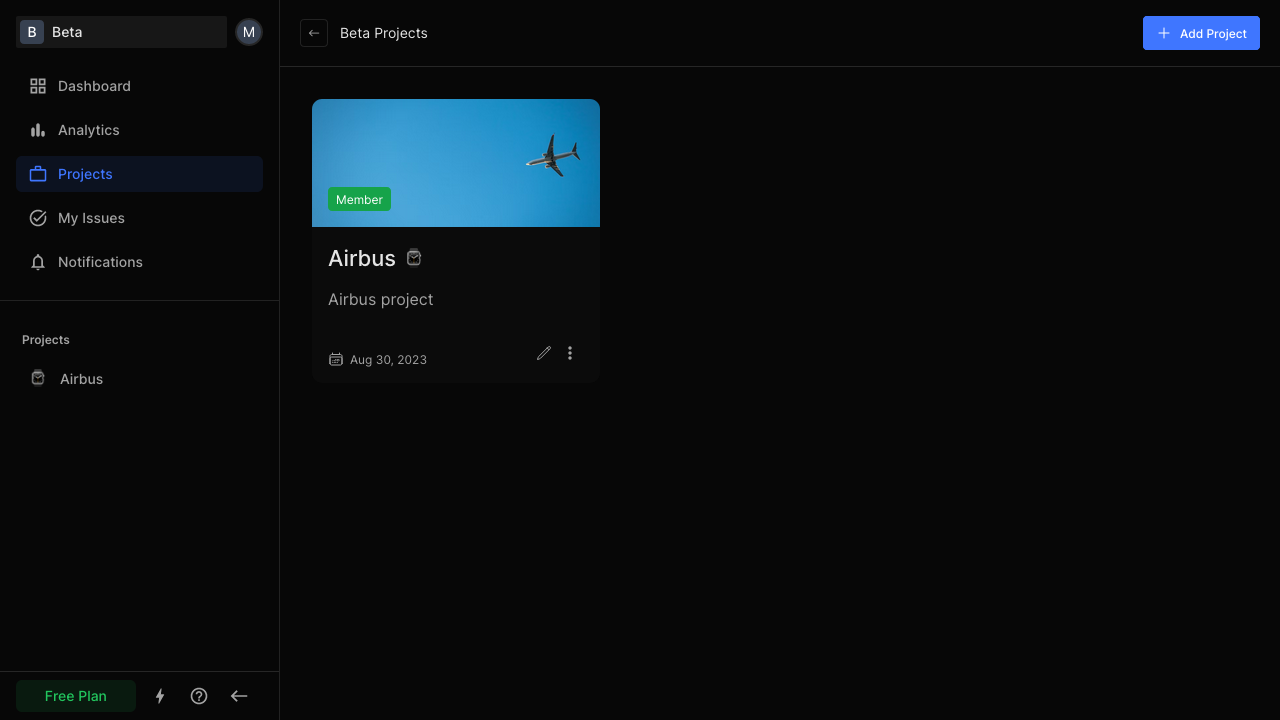 B Beta M
Dashboard
Analytics
Projects
My Issues
Notifications
Projects
Airbus
Free Plan
Beta Projects
Add Project
Member
Airbus
Airbus project
Aug 30, 2023